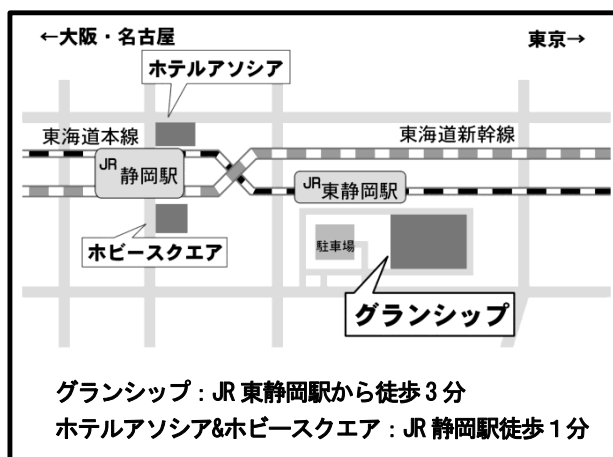 ←大阪・名古屋
東京→
ホテルアソシア
東海道本線
東海道新幹線
JR静岡駅
JR東静岡駅
ホビースクエア
駐車場
グランシップ
グランシップ：JR東静岡駅から徒歩3分
ホテルアソシア&ホビースクエア：JR静岡駅徒歩1分